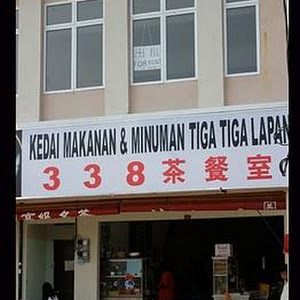 出租
FOR RENT
KEDAI MAKANAN & MINUMAN TIGA TIGA LAPAN
338茶餐室